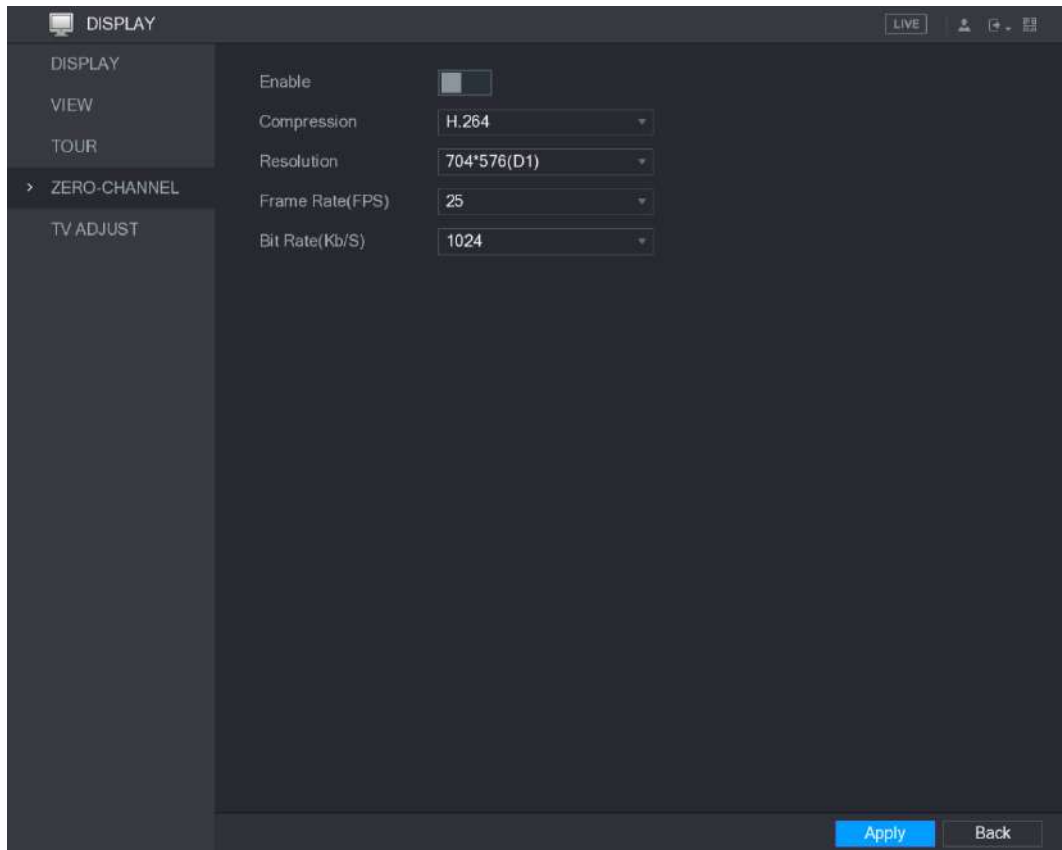 DISPLAY
LIVE
DISPLAY
VIEW
TOUR
> ZERO-CHANNEL
TV ADJUST
Enable
Compression H.264
Resolution 704*576(D1)
Frame Rate(FPS) 25
Bit Rate(Kb/S) 1024
Apply Back